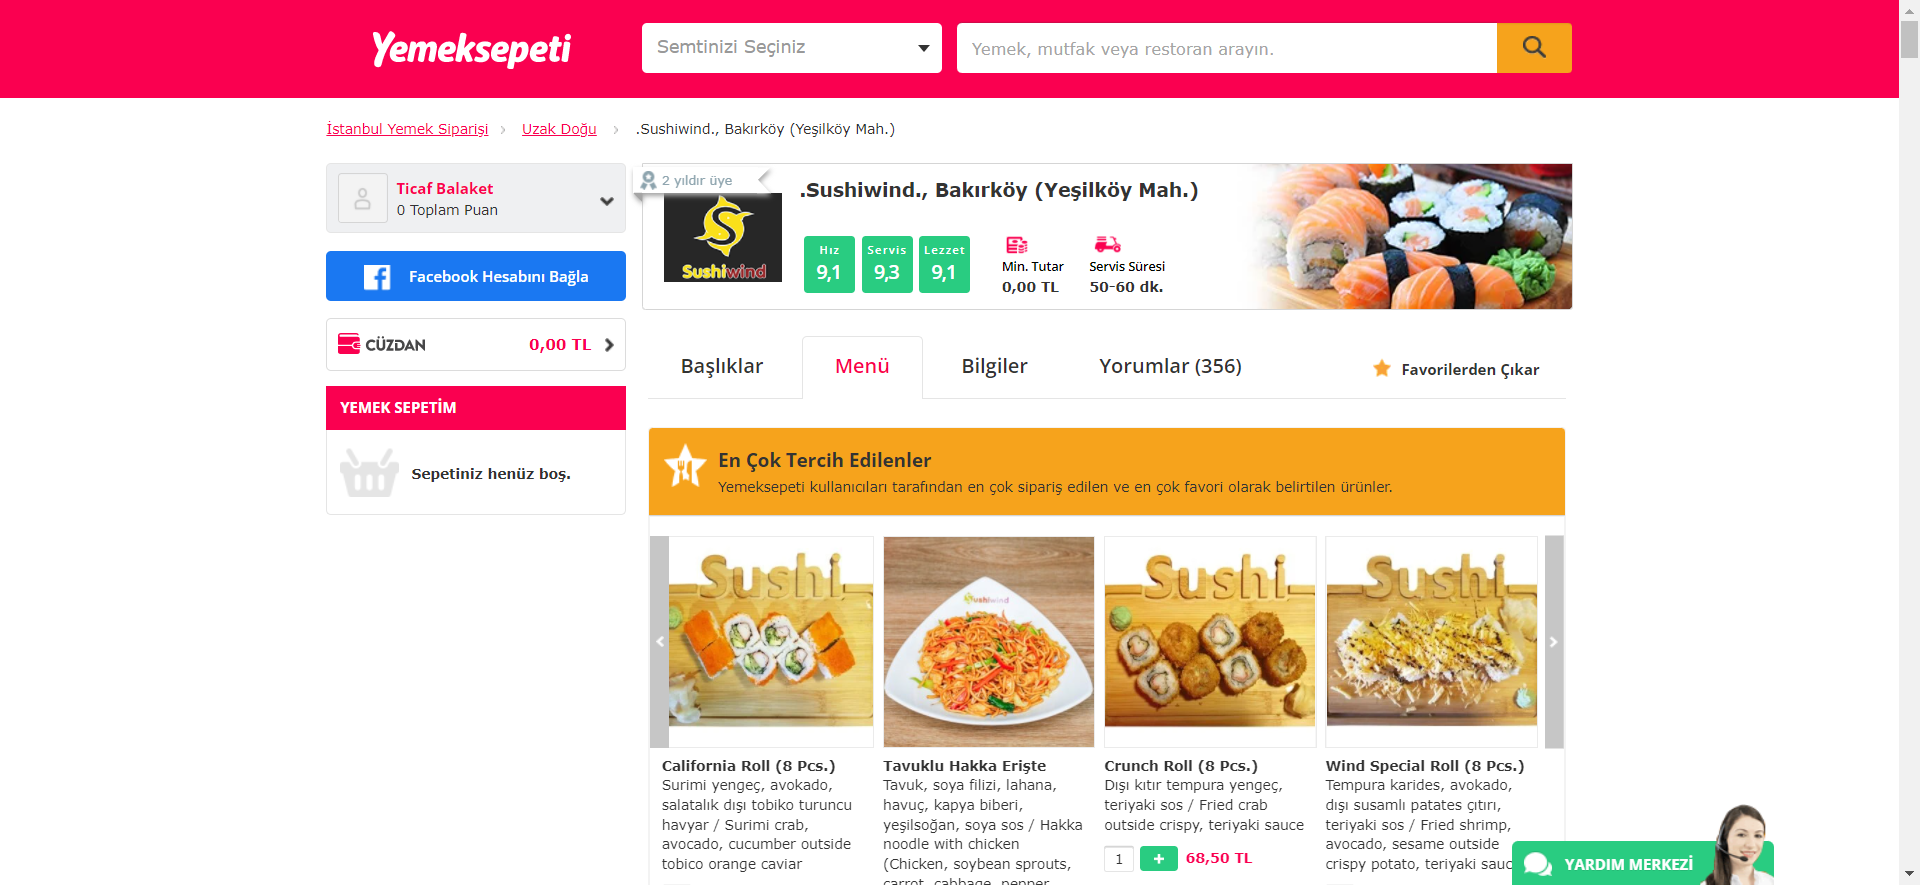 Yemeksepeti
Semtinizi Seçiniz
Yemek, mutfak veya restoran arayın.
İstanbul Yemek Siparişi › Uzak Doğu › .Sushiwind., Bakırköy (Yeşilköy Mah.)
Ticaf Balaket
0 Toplam Puan
Facebook Hesabını Bağla
CÜZDAN 0,00 TL
YEMEK SEPETİM
Sepetiniz henüz boş.
2 yıldır üye
Sushiwind
.Sushiwind., Bakırköy (Yeşilköy Mah.)
Hız
9,1
Servis
9,3
Lezzet
9,1
Min. Tutar
0,00 TL
Servis Süresi
50-60 dk.
Başlıklar
Menü
Bilgiler
Yorumlar (356)
Favorilerden Çıkar
En Çok Tercih Edilenler
Yemeksepeti kullanıcıları tarafından en çok sipariş edilen ve en çok favori olarak belirtilen ürünler.
Sushi
Sushiwind
Sushi
Sushi
California Roll (8 Pcs.)
Surimi yengeç, avokado,
salatalık dışı tobiko turuncu
havyar / Surimi crab,
avocado, cucumber outside
tobico orange caviar
Tavuklu Hakka Erişte
Tavuk, soya filizi, lahana,
havuç, kapya biberi,
yeşilsoğan, soya sos / Hakka
noodle with chicken
(Chicken, soybean sprouts,
carrot, cabbage, pepper,
Crunch Roll (8 Pcs.)
Dışı kıtır tempura yengeç,
teriyaki sos / Fried crab
outside crispy, teriyaki sauce
1 + 68,50 TL
Wind Special Roll (8 Pcs.)
Tempura karides, avokado,
dışı susamlı patates çıtırı,
teriyaki sos / Fried shrimp,
avocado, sesame outside
crispy potato, teriyaki sauc
YARDIM MERKEZİ